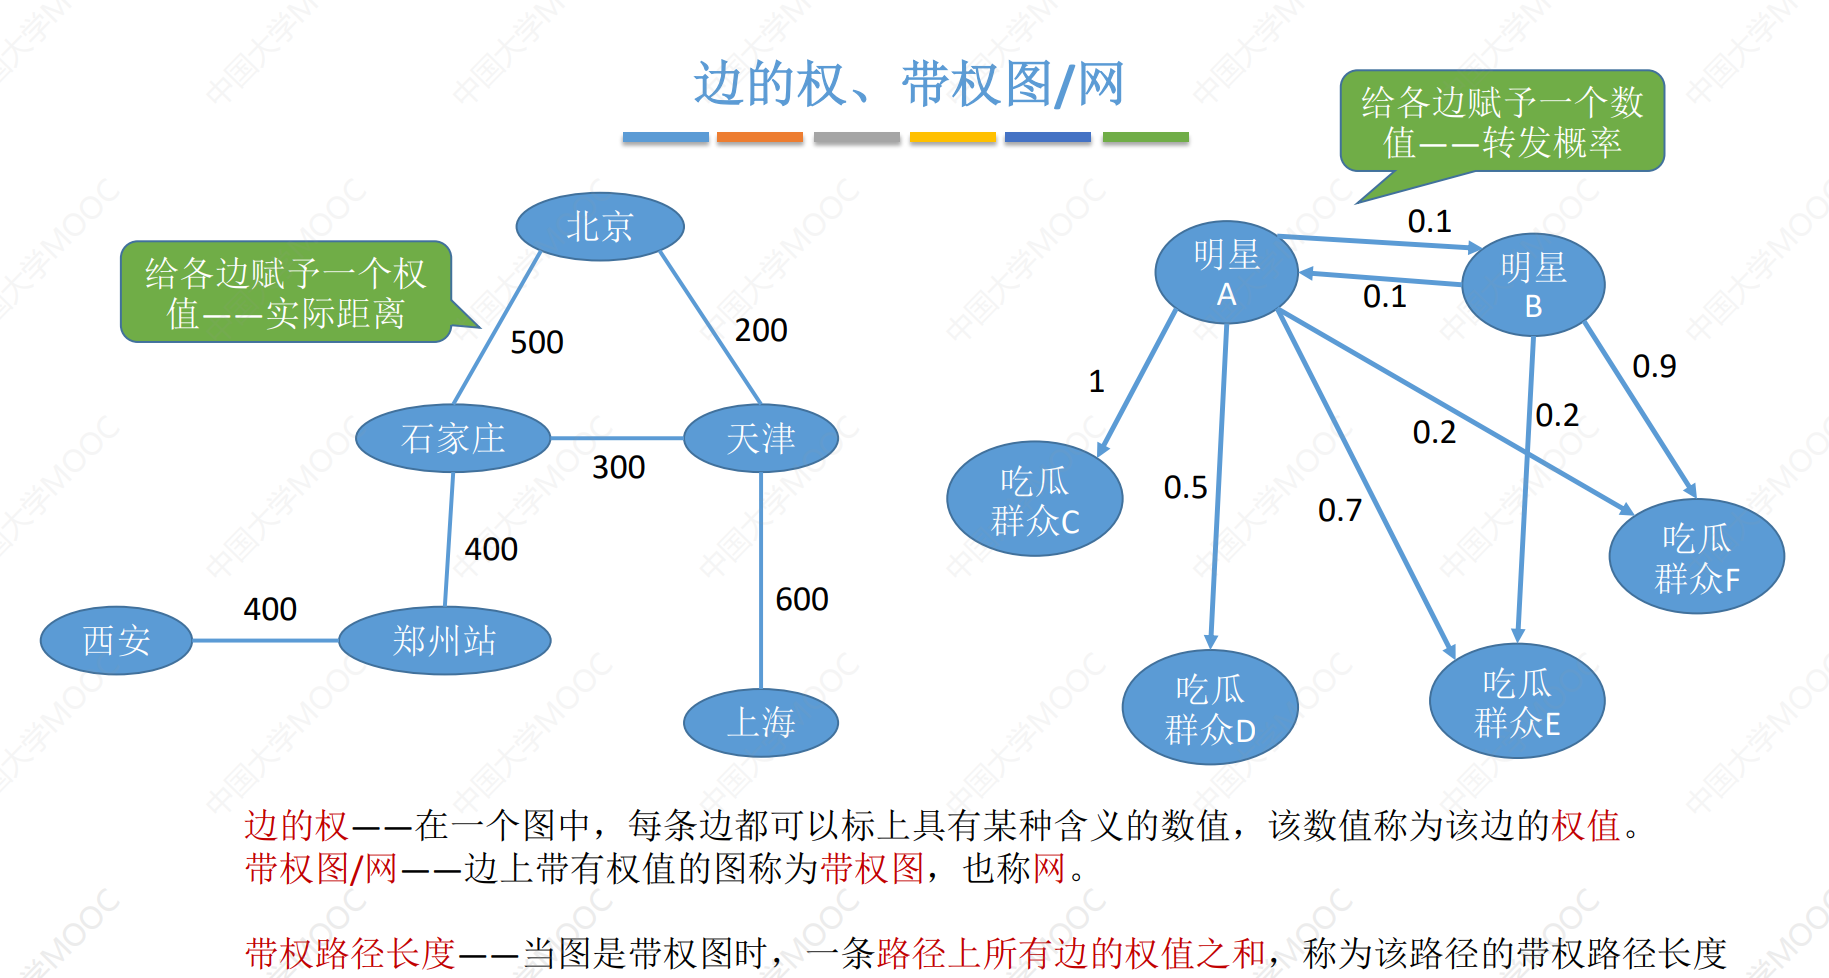 边的权、带权图/网
给各边赋予一个数
值——转发概率
给各边赋予一个权
值——实际距离
北京
500
200
石家庄
300
天津
400
600
西安
400
郑州站
上海
明星
A
0.1
0.1
明星
B
1
0.5
0.7
0.2
0.2
0.9
吃瓜
群众C
吃瓜
群众D
吃瓜
群众E
吃瓜
群众F
边的权——在一个图中，每条边都可以标上具有某种含义的数值，该数值称为该边的权值。
带权图/网——边上带有权值的图称为带权图，也称网。
带权路径长度——当图是带权图时，一条路径上所有边的权值之和，称为该路径的带权路径长度
中国大学MOOC